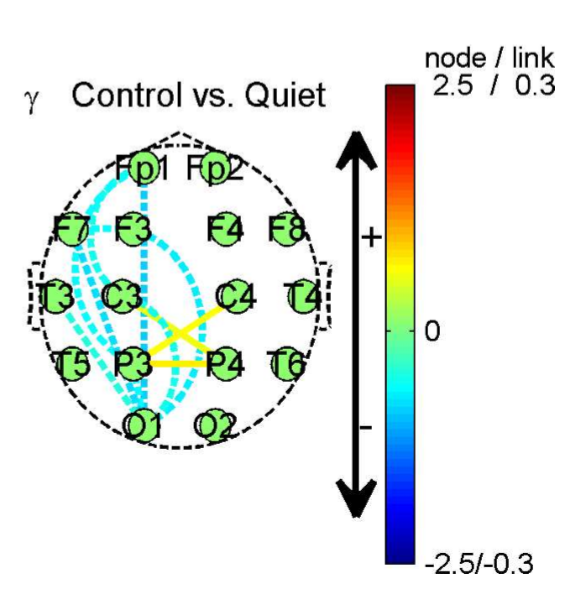 node / link
2.5 / 0.3
γ Control vs. Quiet
Fp1 Fp2
F7 F3 F4 F8
+
T3 C3 C4 T4
0
T5 P3 P4 T6
O1 O2
-
-2.5/-0.3